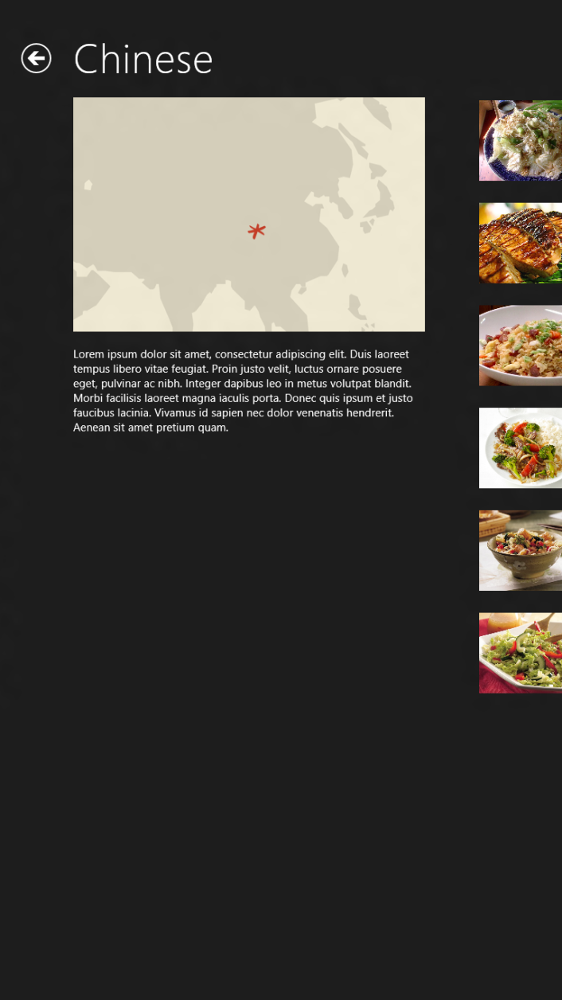 Chinese
Lorem ipsum dolor sit amet, consectetur adipiscing elit. Duis laoreet
tempus libero vitae feugiat. Proin justo velit, luctus ornare posuere
eget, pulvinar ac nibh. Integer dapibus leo in metus volutpat blandit.
Morbi facilisis laoreet magna iaculis porta. Donec quis ipsum et justo
faucibus lacinia. Vivamus id sapien nec dolor venenatis hendrerit.
Aenean sit amet pretium quam.